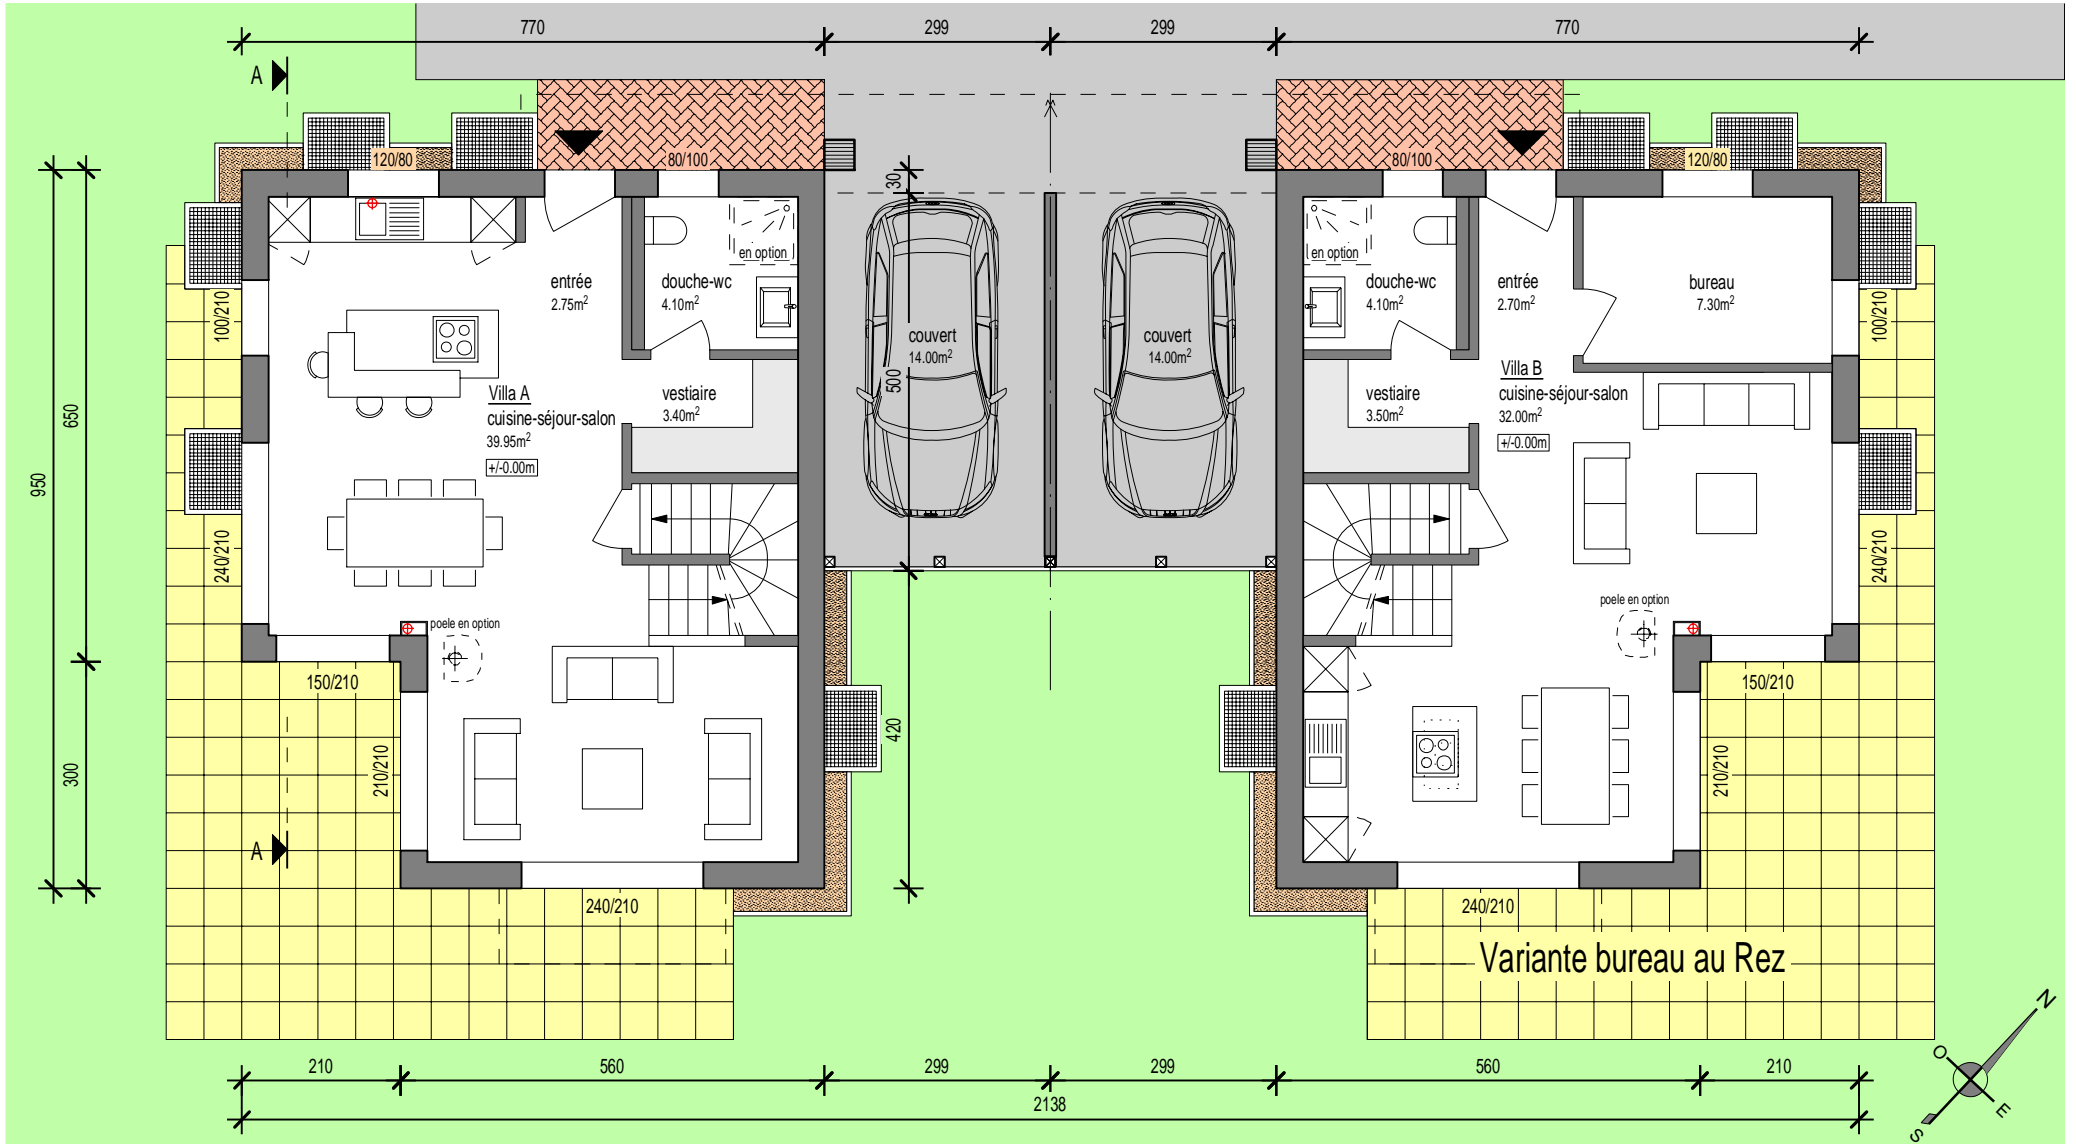 770
299
299
770
A
120/80
80/100
80/100
120/80
30
en option
en option
entrée
2.75m²
douche-wc
4.10m²
douche-wc
4.10m²
entrée
2.70m²
bureau
7.30m²
100/210
100/210
couvert
14.00m²
couvert
14.00m²
500
Villa A
cuisine-séjour-salon
39.95m²
+/-0.00m
vestiaire
3.40m²
vestiaire
3.50m²
Villa B
cuisine-séjour-salon
32.00m²
+/-0.00m
650
950
240/210
240/210
poele en option
poele en option
150/210
150/210
420
300
210/210
210/210
A
240/210
240/210
Variante bureau au Rez
N
O
E
S
210
560
299
299
560
210
2138